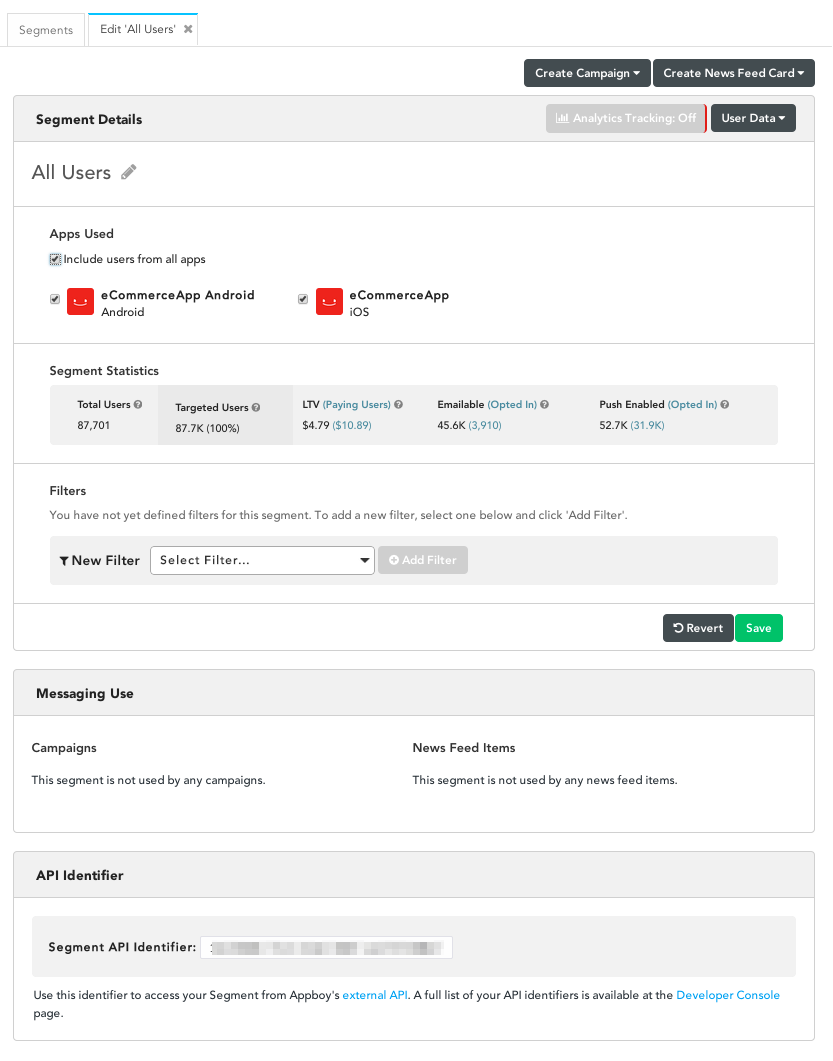 Segments
Edit 'All Users' ✖
Create Campaign
Create News Feed Card
Segment Details
Analytics Tracking: Off
User Data
All Users
Apps Used
Include users from all apps
eCommerceApp Android
Android
eCommerceApp
iOS
Segment Statistics
Total Users
87,701
Targeted Users
87.7K (100%)
LTV (Paying Users)
$4.79 ($10.89)
Emailable (Opted In)
45.6K (3,910)
Push Enabled (Opted In)
52.7K (31.9K)
Filters
You have not yet defined filters for this segment. To add a new filter, select one below and click 'Add Filter'.
New Filter
Select Filter...
Add Filter
Revert
Save
Messaging Use
Campaigns
This segment is not used by any campaigns.
News Feed Items
This segment is not used by any news feed items.
API Identifier
Segment API Identifier:
Use this identifier to access your Segment from Appboy's external API. A full list of your API identifiers is available at the Developer Console
page.